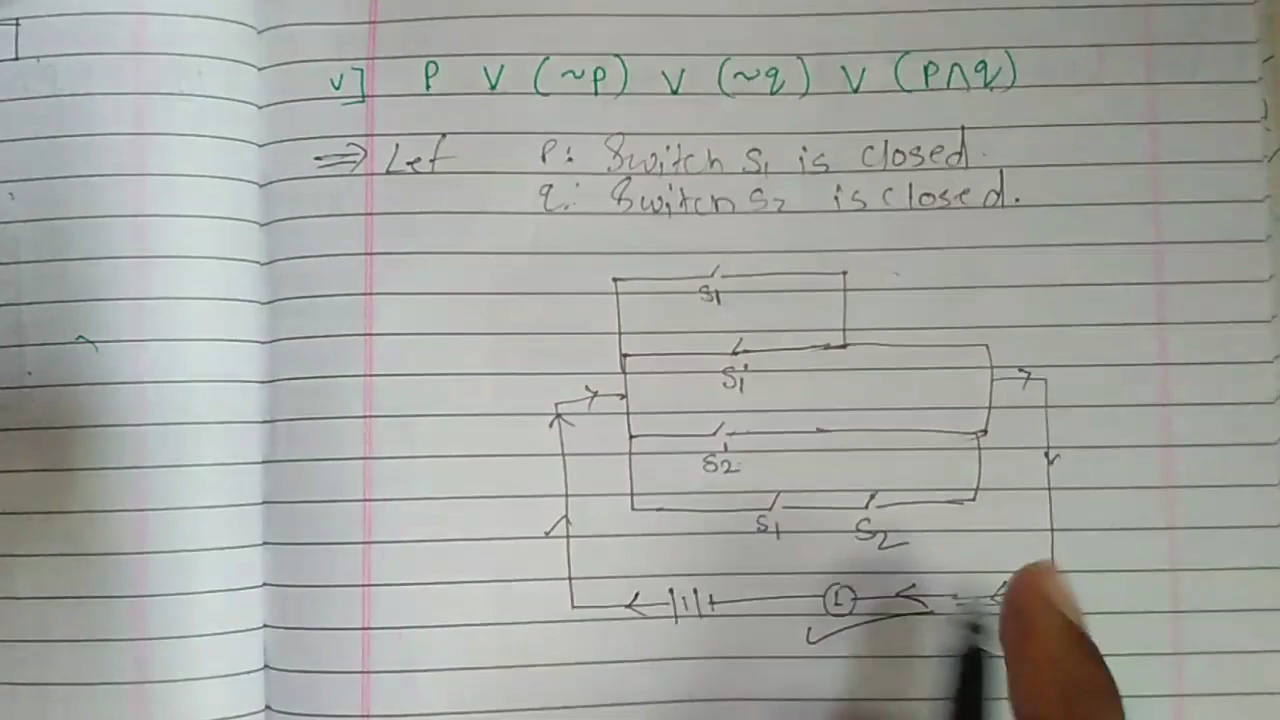 v] P V (~p) V (~q) V (p∧q)
⇒ Let P: Switch S1 is closed.
q: Switch S2 is closed.
S1
S1'
S2'
S1 S2
L